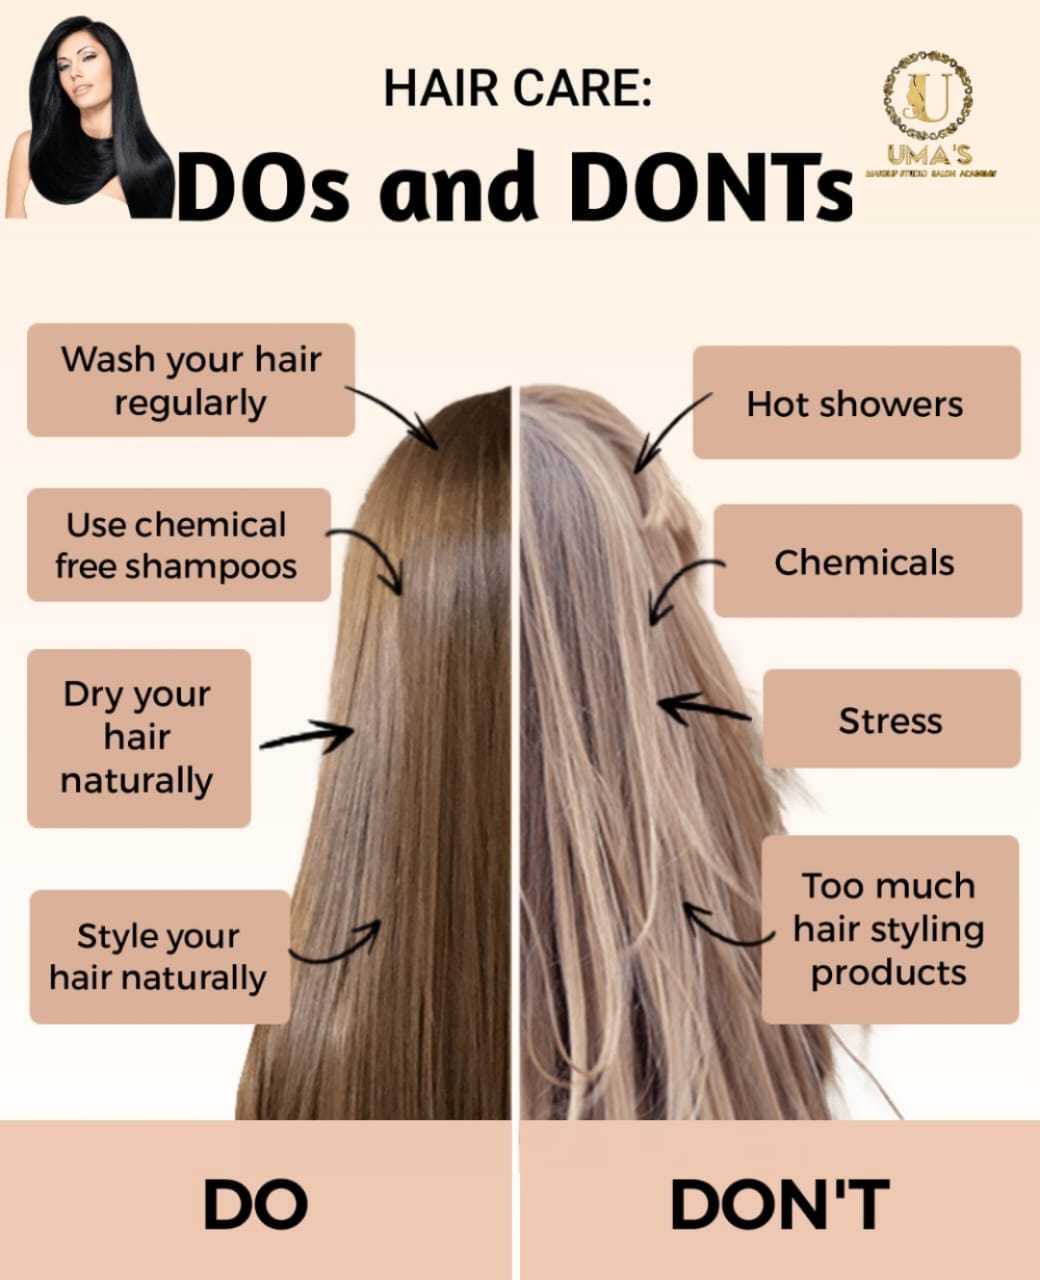 HAIR CARE:
DOs and DONTs
UMA'S
MAKEUP STUDIO SALON ACADEMY
Wash your hair
regularly
Use chemical
free shampoos
Dry your
hair
naturally
Style your
hair naturally
Hot showers
Chemicals
Stress
Too much
hair styling
products
DO
DON'T